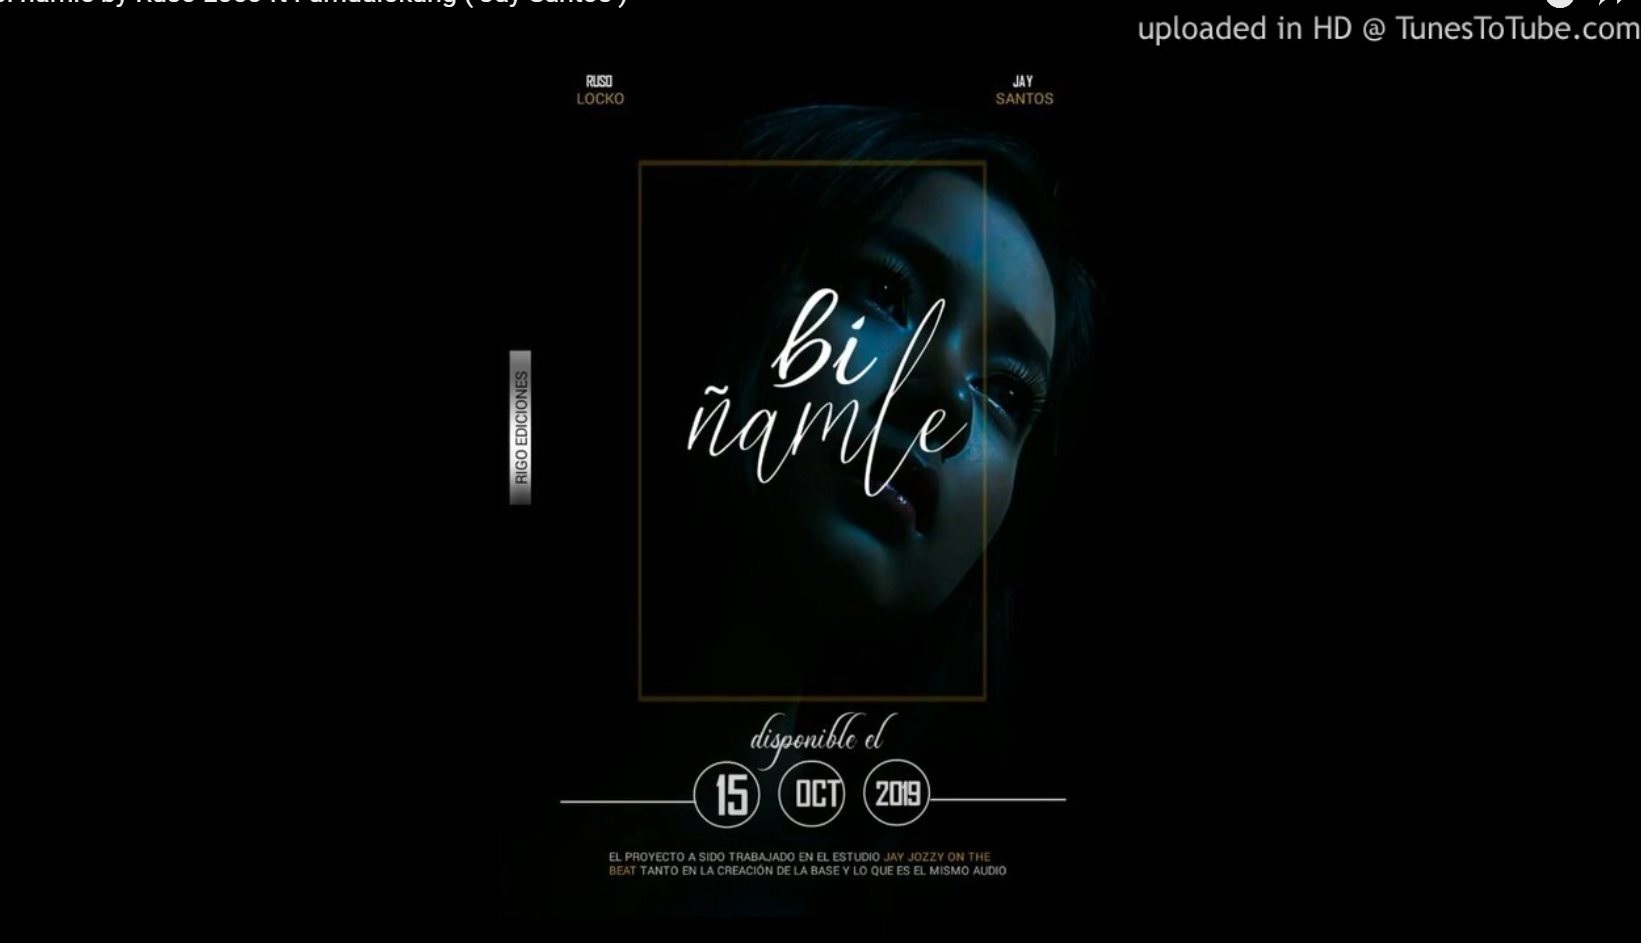 uploaded in HD @ TunesToTube.com
RUSO
LOCKO
JAY
SANTOS
bi
ñamle
RIGO EDICIONES
disponible el
15 OCT 2019
EL PROYECTO A SIDO TRABAJADO EN EL ESTUDIO JAY JOZZY ON THE
BEAT TANTO EN LA CREACIÓN DE LA BASE Y LO QUE ES EL MISMO AUDIO